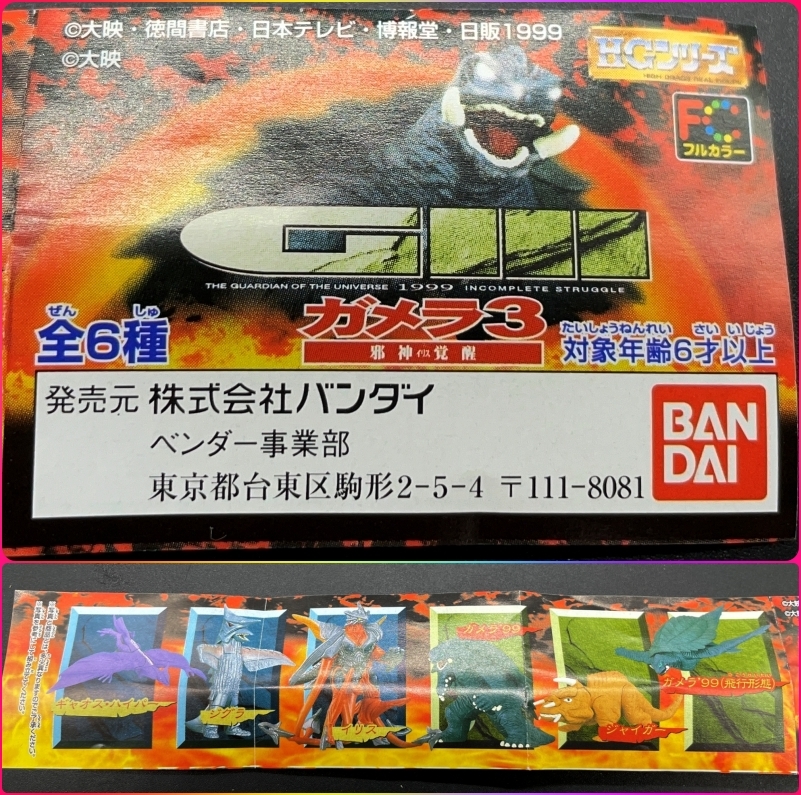 ©大映・徳間書店・日本テレビ・博報堂・日販1999
©大映
HGシリーズ
FC
フルカラー
GIII
THE GUARDIAN OF THE UNIVERSE 1999 INCOMPLETE STRUGGLE
ガメラ3
邪神イリス覚醒
ぜん しゅ
全6種
たいしょうねんれい さい いじょう
対象年齢6才以上
発売元 株式会社バンダイ
ベンダー事業部
東京都台東区駒形2-5-4 〒111-8081
BAN
DAI
ギャオス・ハイパー
ジグラ
イリス
ガメラ'99
ジャイガー
ガメラ'99(飛行形態)
©大
©大